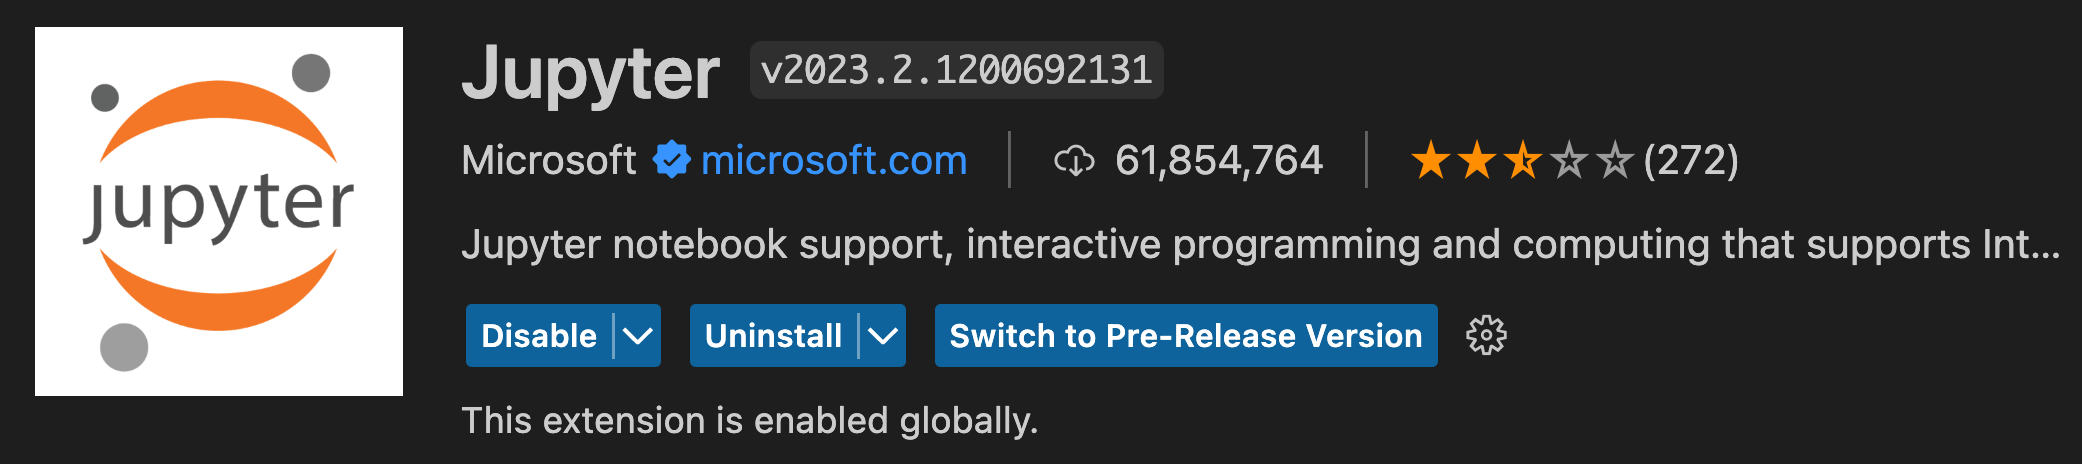 jupyter
Jupyter v2023.2.1200692131
Microsoft microsoft.com 61,854,764 (272)
Jupyter notebook support, interactive programming and computing that supports Int...
Disable Uninstall Switch to Pre-Release Version
This extension is enabled globally.